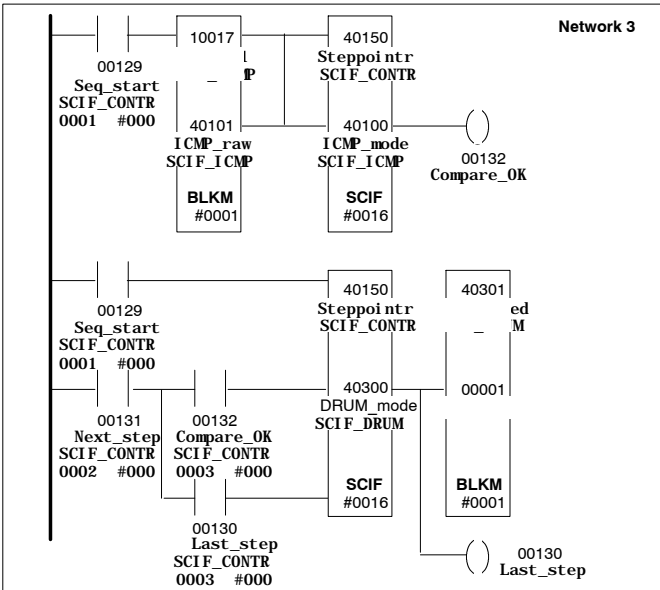 Network 3
10017
40150
00129
Steppointr
Seq_start
SCIF_CONTR
SCIF_CONTR
0001 #000
40101
40100
ICMP_raw
ICMP_mode
SCIF_ICMP
SCIF_ICMP
00132
Compare_OK
BLKM
SCIF
#0001
#0016
40150
40301
00129
Steppointr
Seq_start
SCIF_CONTR
SCIF_CONTR
0001 #000
40300
00001
00131
00132
DRUM_mode
Next_step
Compare_OK
SCIF_DRUM
SCIF_CONTR
SCIF_CONTR
0002 #000
0003 #000
SCIF
BLKM
#0016
#0001
00130
Last_step
SCIF_CONTR
0003 #000
00130
Last_step